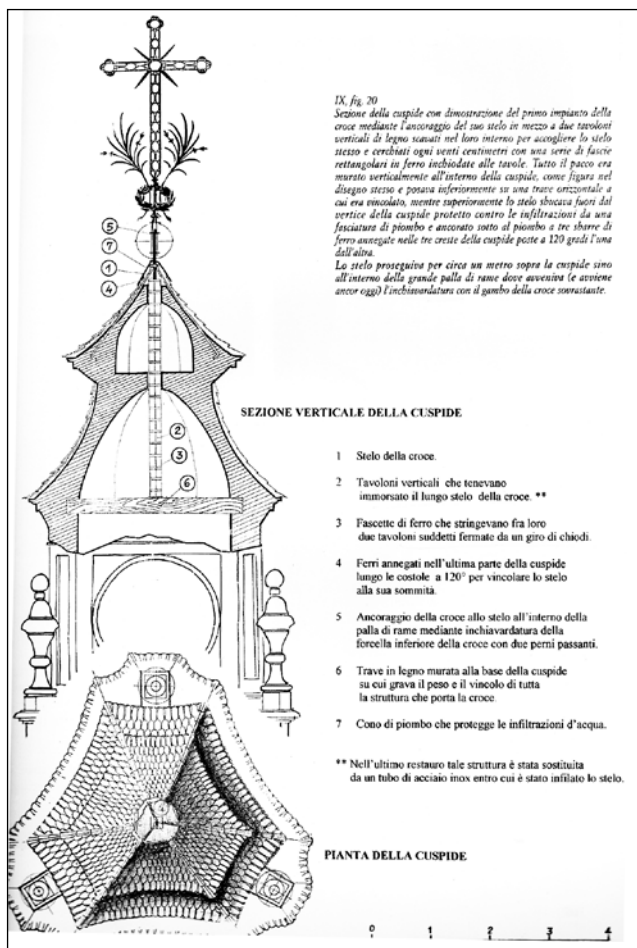 IX, fig. 20
Sezione della cuspide con dimostrazione del primo impianto della
croce mediante l'ancoraggio del suo stelo in mezzo a due tavoloni
verticali di legno scavati nel loro interno per accogliere lo stelo
stesso e cerchiati ogni venti centimetri con una serie di fascie
rettangolari in ferro inchiodate alle tavole. Tutto il pacco era
murato verticalmente all'interno della cuspide, come figura nel
disegno stesso e posava inferiormente su una trave orizzontale a
cui era vincolato, mentre superiormente lo stelo sbucava fuori dal
vertice della cuspide protetto contro le infiltrazioni da una
fasciatura di piombo e ancorato sotto al piombo a tre sbarre di
ferro annegate nelle tre creste della cuspide poste a 120 gradi l'una
dall'altra.
Lo stelo proseguiva per circa un metro sopra la cuspide sino
all'interno della grande palla di rame dove avveniva (e avviene
ancor oggi) l'inchiavardatura con il gambo della croce sovrastante.
5
7
1
4
SEZIONE VERTICALE DELLA CUSPIDE
2
3
6
1 Stelo della croce.
2 Tavoloni verticali che tenevano
immorsato il lungo stelo della croce. **
3 Fascette di ferro che stringevano fra loro
due tavoloni suddetti fermate da un giro di chiodi.
4 Ferri annegati nell'ultima parte della cuspide
lungo le costole a 120° per vincolare lo stelo
alla sua sommità.
5 Ancoraggio della croce allo stelo all'interno della
palla di rame mediante inchiavardatura della
forcella inferiore della croce con due perni passanti.
6 Trave in legno murata alla base della cuspide
su cui grava il peso e il vincolo di tutta
la struttura che porta la croce.
7 Cono di piombo che protegge le infiltrazioni d'acqua.
** Nell'ultimo restauro tale struttura è stata sostituita
da un tubo di acciaio inox entro cui è stato infilato lo stelo.
PIANTA DELLA CUSPIDE
0 1 2 3 4